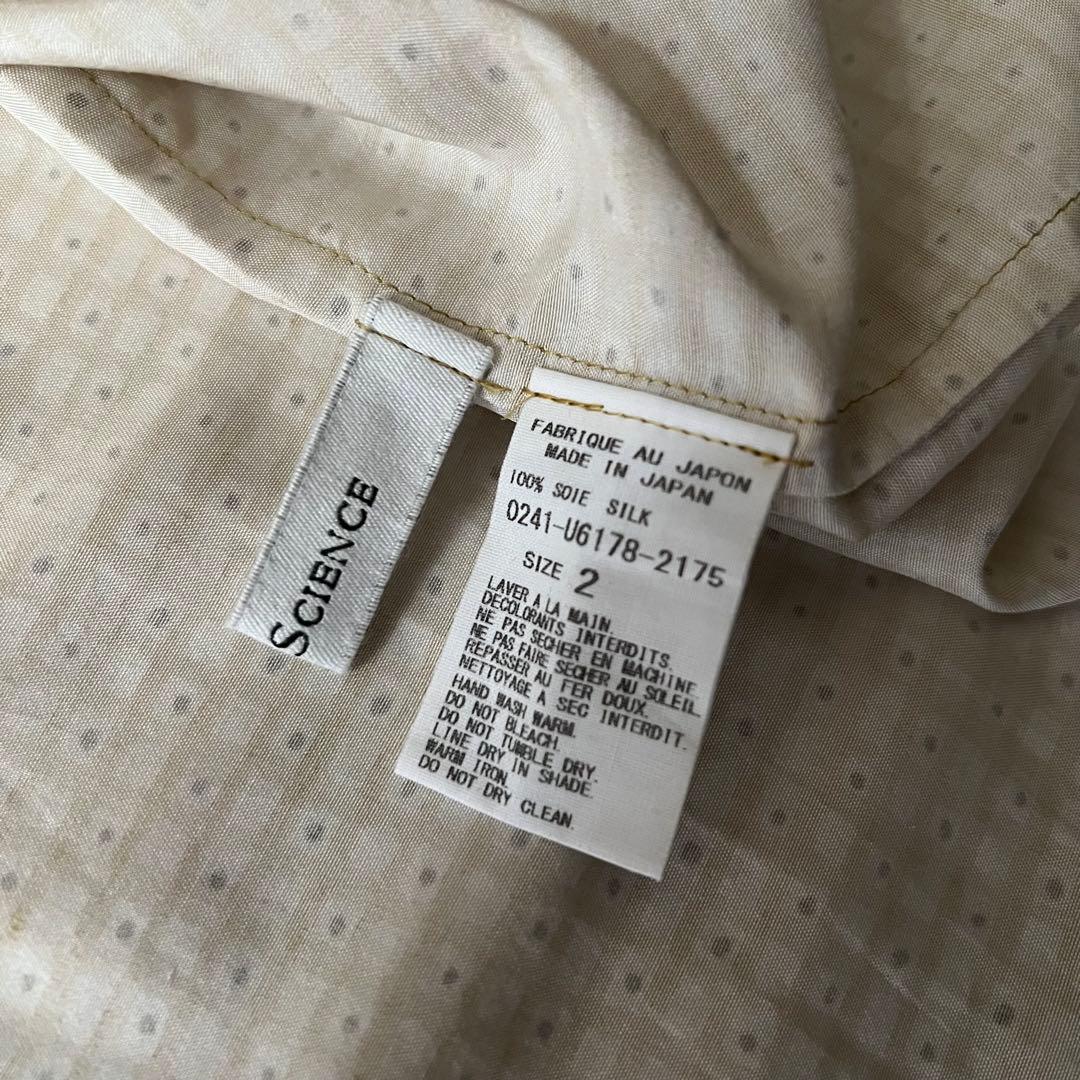 SCIENCE
FABRIQUE AU JAPON
MADE IN JAPAN
100% SOIE SILK
0241-U6178-2175
SIZE 2
LAVER A LA MAIN
DECOLORANTS INTERDITS.
NE PAS SECHER EN MACHINE.
NE PAS FAIRE SECHER AU SOLEIL.
REPASSER AU FER DOUX.
NETTOYAGE A SEC INTERDIT.
HAND WASH WARM.
DO NOT BLEACH.
DO NOT TUMBLE DRY.
LINE DRY IN SHADE.
WARM IRON.
DO NOT DRY CLEAN.